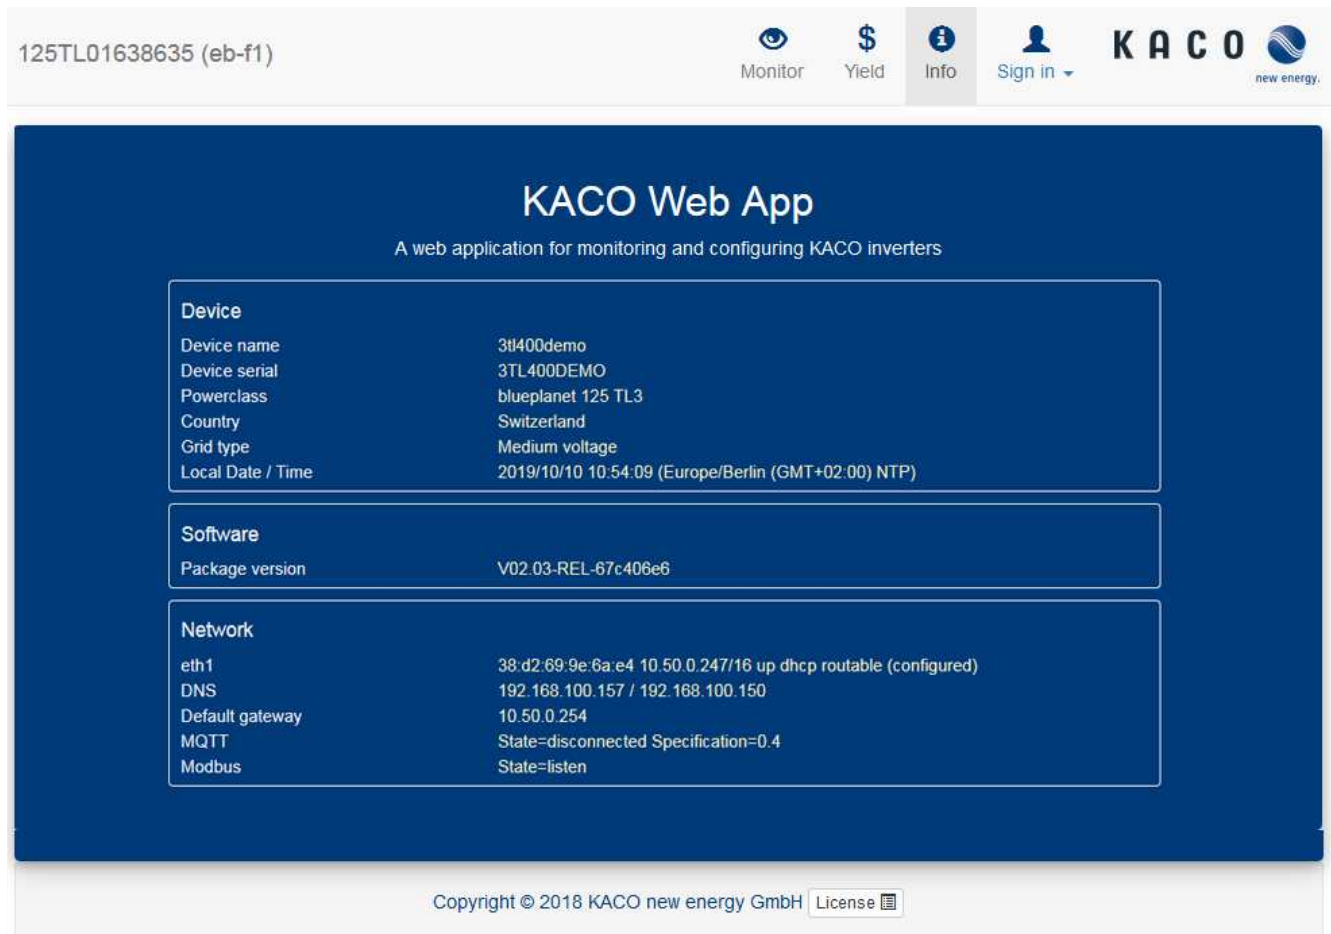 125TL01638635 (eb-f1)
Monitor
Yield
Info
Sign in
KACO
new energy.
KACO Web App
A web application for monitoring and configuring KACO inverters
Device
Device name 3tl400demo
Device serial 3TL400DEMO
Powerclass blueplanet 125 TL3
Country Switzerland
Grid type Medium voltage
Local Date / Time 2019/10/10 10:54:09 (Europe/Berlin (GMT+02:00) NTP)
Software
Package version V02.03-REL-67c406e6
Network
eth1 38:d2:69:9e:6a:e4 10.50.0.247/16 up dhcp routable (configured)
DNS 192.168.100.157 / 192.168.100.150
Default gateway 10.50.0.254
MQTT State=disconnected Specification=0.4
Modbus State=listen
Copyright © 2018 KACO new energy GmbH License